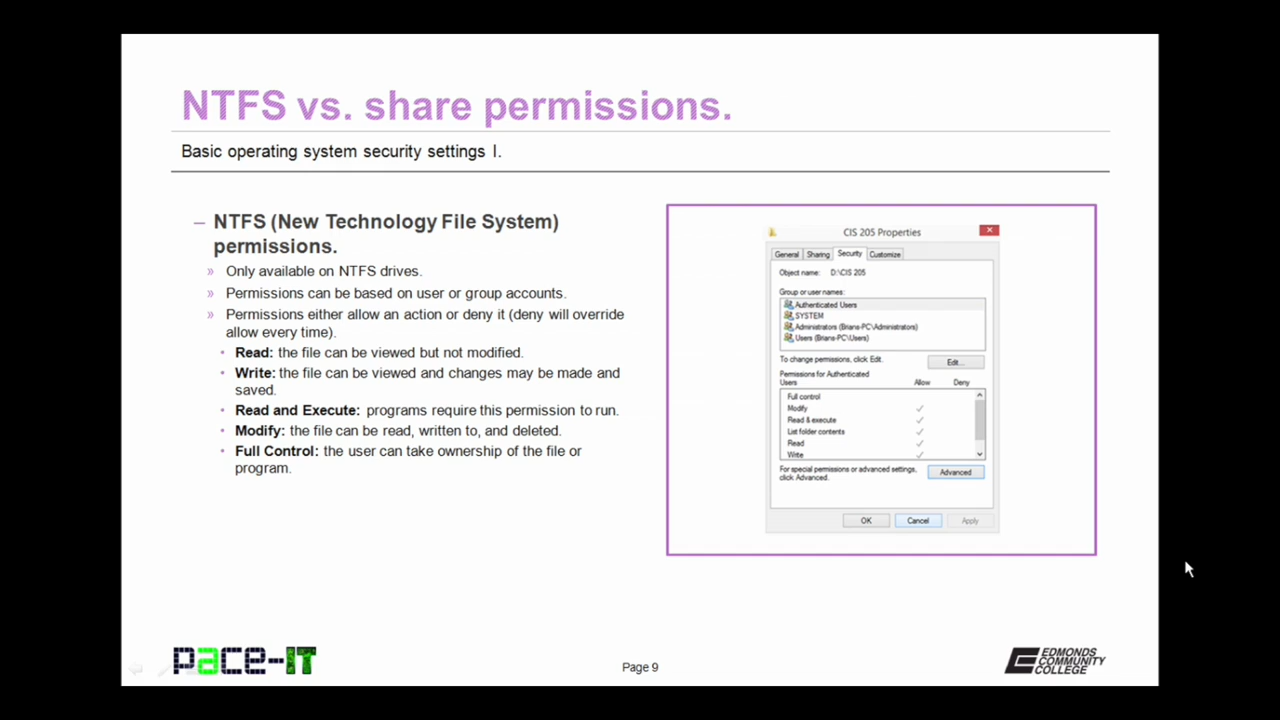 NTFS vs. share permissions.
Basic operating system security settings I.
– NTFS (New Technology File System)
permissions.
» Only available on NTFS drives.
» Permissions can be based on user or group accounts.
» Permissions either allow an action or deny it (deny will override
allow every time).
• Read: the file can be viewed but not modified.
• Write: the file can be viewed and changes may be made and
saved.
• Read and Execute: programs require this permission to run.
• Modify: the file can be read, written to, and deleted.
• Full Control: the user can take ownership of the file or
program.
CIS 205 Properties
General Sharing Security Customize
Object name: D:\CIS 205
Group or user names:
Authenticated Users
SYSTEM
Administrators (Brians-PC\Administrators)
Users (Brians-PC\Users)
To change permissions, click Edit.
Edit...
Permissions for Authenticated
Users Allow Deny
Full control
Modify
Read & execute
List folder contents
Read
Write
For special permissions or advanced settings,
click Advanced.
Advanced
OK Cancel Apply
pace-IT
Page 9
EDMONDS
COMMUNITY
COLLEGE